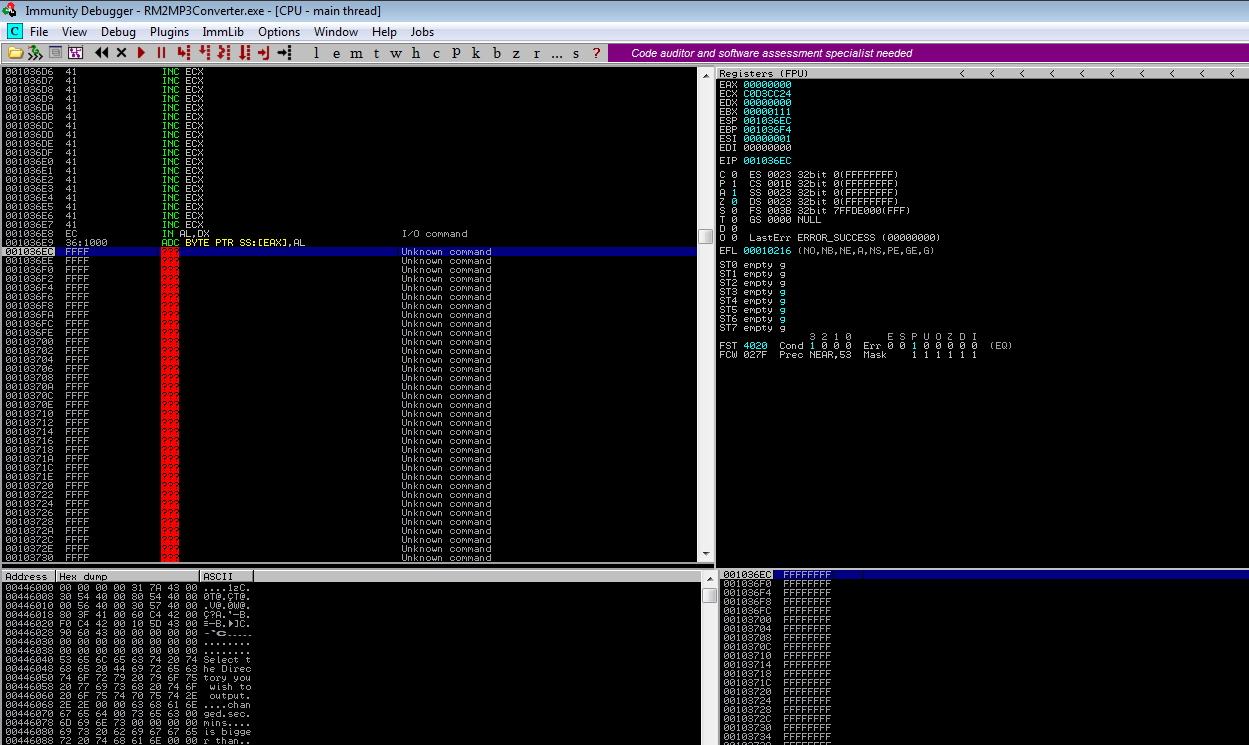 Immunity Debugger - RM2MP3Converter.exe - [CPU - main thread]
C File View Debug Plugins ImmLib Options Window Help Jobs
l e m t w h c P k b z r ... s ? Code auditor and software assessment specialist needed
001036D6 41 INC ECX
001036D7 41 INC ECX
001036D8 41 INC ECX
001036D9 41 INC ECX
001036DA 41 INC ECX
001036DB 41 INC ECX
001036DC 41 INC ECX
001036DD 41 INC ECX
001036DE 41 INC ECX
001036DF 41 INC ECX
001036E0 41 INC ECX
001036E1 41 INC ECX
001036E2 41 INC ECX
001036E3 41 INC ECX
001036E4 41 INC ECX
001036E5 41 INC ECX
001036E6 41 INC ECX
001036E7 41 INC ECX
001036E8 EC IN AL,DX I/O command
001036E9 36:1000 ADC BYTE PTR SS:[EAX],AL
001036EC FFFF ??? Unknown command
001036EE FFFF ??? Unknown command
001036F0 FFFF ??? Unknown command
001036F2 FFFF ??? Unknown command
001036F4 FFFF ??? Unknown command
001036F6 FFFF ??? Unknown command
001036F8 FFFF ??? Unknown command
001036FA FFFF ??? Unknown command
001036FC FFFF ??? Unknown command
001036FE FFFF ??? Unknown command
00103700 FFFF ??? Unknown command
00103702 FFFF ??? Unknown command
00103704 FFFF ??? Unknown command
00103706 FFFF ??? Unknown command
00103708 FFFF ??? Unknown command
0010370A FFFF ??? Unknown command
0010370C FFFF ??? Unknown command
0010370E FFFF ??? Unknown command
00103710 FFFF ??? Unknown command
00103712 FFFF ??? Unknown command
00103714 FFFF ??? Unknown command
00103716 FFFF ??? Unknown command
00103718 FFFF ??? Unknown command
0010371A FFFF ??? Unknown command
0010371C FFFF ??? Unknown command
0010371E FFFF ??? Unknown command
00103720 FFFF ??? Unknown command
00103722 FFFF ??? Unknown command
00103724 FFFF ??? Unknown command
00103726 FFFF ??? Unknown command
00103728 FFFF ??? Unknown command
0010372A FFFF ??? Unknown command
0010372C FFFF ??? Unknown command
0010372E FFFF ??? Unknown command
00103730 FFFF ??? Unknown command
Registers (FPU) < < < < < < < < < <
EAX 00000000
ECX C0D3CC24
EDX 00000000
EBX 00000111
ESP 001036EC
EBP 001036F4
ESI 00000001
EDI 00000000
EIP 001036EC
C 0 ES 0023 32bit 0(FFFFFFFF)
P 1 CS 001B 32bit 0(FFFFFFFF)
A 1 SS 0023 32bit 0(FFFFFFFF)
Z 0 DS 0023 32bit 0(FFFFFFFF)
S 0 FS 003B 32bit 7FFDE000(FFF)
T 0 GS 0000 NULL
D 0
O 0 LastErr ERROR_SUCCESS (00000000)
EFL 00010216 (NO,NB,NE,A,NS,PE,GE,G)
ST0 empty g
ST1 empty g
ST2 empty g
ST3 empty g
ST4 empty g
ST5 empty g
ST6 empty g
ST7 empty g
3 2 1 0 E S P U O Z D I
FST 4020 Cond 1 0 0 0 Err 0 0 1 0 0 0 0 0 (EQ)
FCW 027F Prec NEAR,53 Mask 1 1 1 1 1 1
Address Hex dump ASCII
00446000 00 00 00 00 31 7A 43 00 ....1zC.
00446008 30 54 40 00 80 54 40 00 0T@.ÇT@.
00446010 00 56 40 00 30 57 40 00 .V@.0W@.
00446018 80 3F 41 00 60 C4 42 00 Ç?A.`─B.
00446020 F0 C4 42 00 10 5D 43 00 ≡─B.►]C.
00446028 90 60 43 00 00 00 00 00
00446030 00 00 00 00 00 00 00 00 ........
00446038 00 00 00 00 00 00 00 00 ........
00446040 53 65 6C 65 63 74 20 74 Select t
00446048 68 65 20 44 69 72 65 63 he Direc
00446050 74 6F 72 79 20 79 6F 75 tory you
00446058 20 77 69 73 68 20 74 6F wish to
00446060 20 6F 75 74 70 75 74 2E output.
00446068 2E 2E 00 00 63 68 61 6E ....chan
00446070 67 65 64 00 73 65 63 00 ged.sec.
00446078 6D 69 6E 73 00 00 00 00 mins....
00446080 69 73 20 62 69 67 67 65 is bigge
00446088 72 20 74 68 61 6E 00 00 r than..
001036EC FFFFFFFF
001036F0 FFFFFFFF
001036F4 FFFFFFFF
001036F8 FFFFFFFF
001036FC FFFFFFFF
00103700 FFFFFFFF
00103704 FFFFFFFF
00103708 FFFFFFFF
0010370C FFFFFFFF
00103710 FFFFFFFF
00103714 FFFFFFFF
00103718 FFFFFFFF
0010371C FFFFFFFF
00103720 FFFFFFFF
00103724 FFFFFFFF
00103728 FFFFFFFF
0010372C FFFFFFFF
00103730 FFFFFFFF
00103734 FFFFFFFF